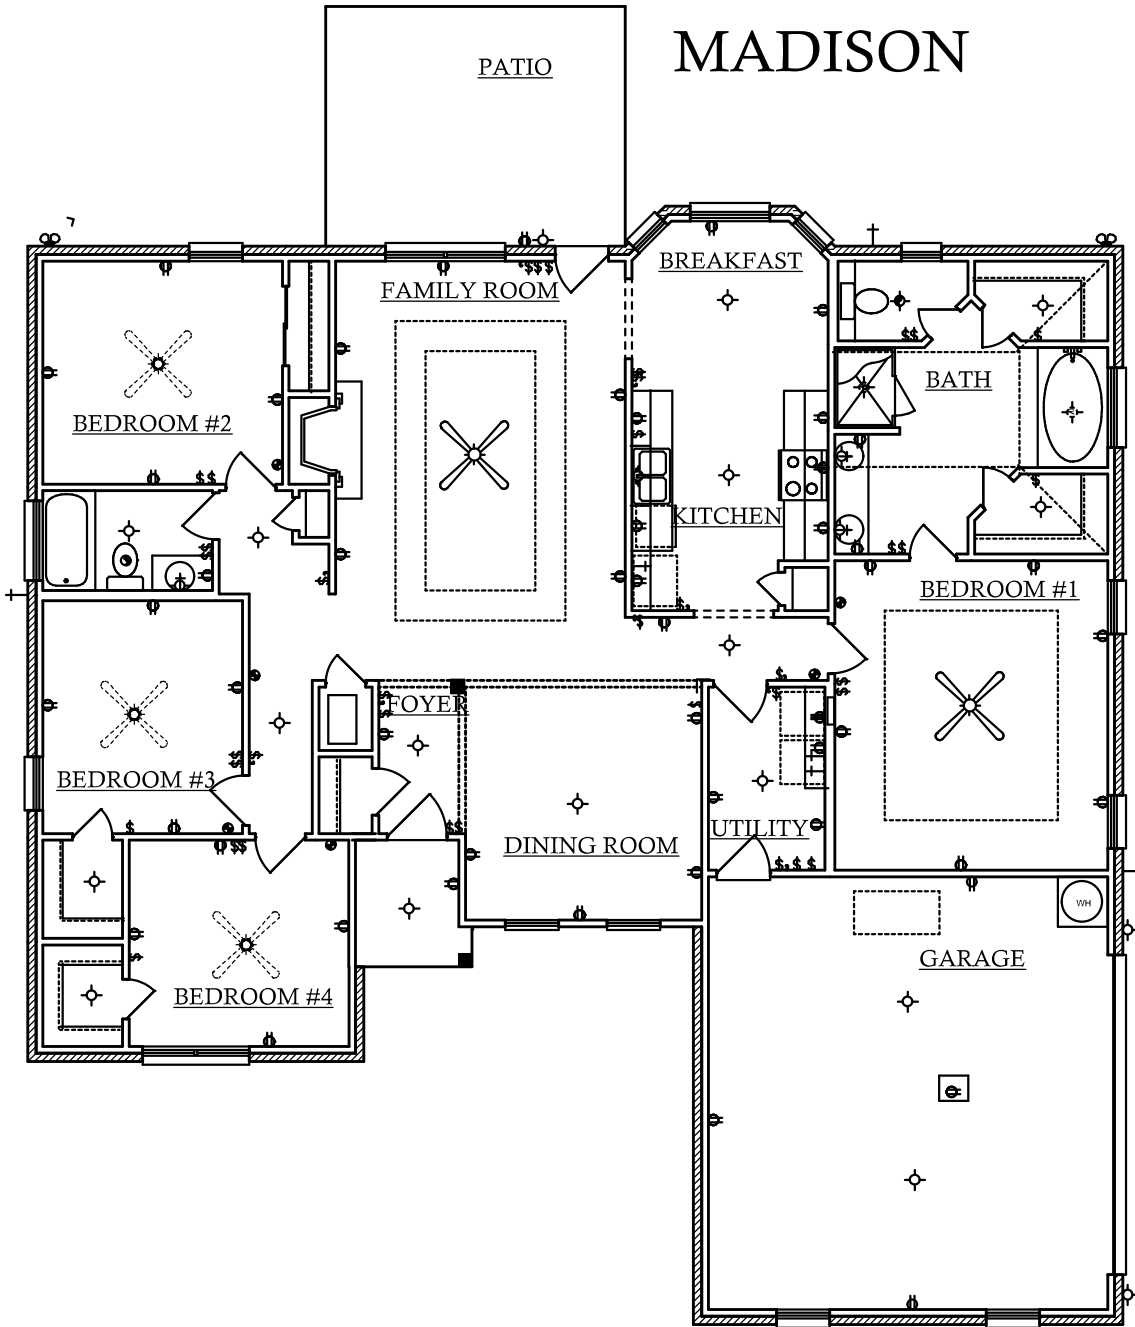 MADISON
PATIO
BREAKFAST
FAMILY ROOM
BATH
BEDROOM #2
KITCHEN
BEDROOM #1
FOYER
BEDROOM #3
UTILITY
DINING ROOM
WH
GARAGE
BEDROOM #4